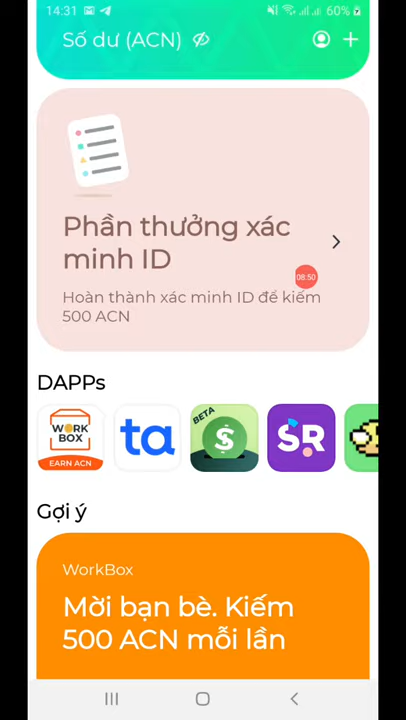 14:31 60%
Số dư (ACN)
Phần thưởng xác
minh ID
08:50
Hoàn thành xác minh ID để kiếm
500 ACN
DAPPs
WORK
BOX
EARN ACN
ta
BETA
$
SR
Gợi ý
WorkBox
Mời bạn bè. Kiếm
500 ACN mỗi lần